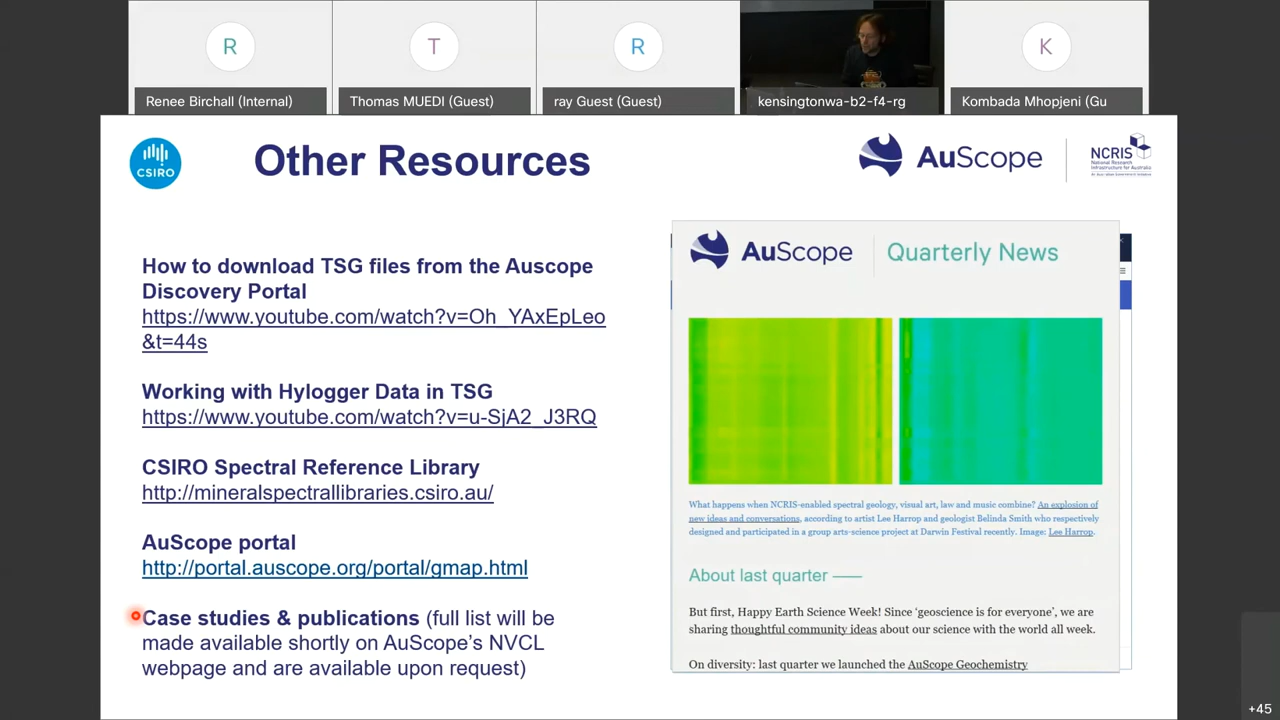 R
T
R
K
Renee Birchall (Internal)
Thomas MUEDI (Guest)
ray Guest (Guest)
kensingtonwa-b2-f4-rg
Kombada Mhopjeni (Gu
CSIRO
Other Resources
AuScope
NCRIS
National Research
Infrastructure for Australia
How to download TSG files from the Auscope
Discovery Portal
https://www.youtube.com/watch?v=Oh_YAxEpLeo
&t=44s
Working with Hylogger Data in TSG
https://www.youtube.com/watch?v=u-SjA2_J3RQ
CSIRO Spectral Reference Library
http://mineralspectrallibraries.csiro.au/
AuScope portal
http://portal.auscope.org/portal/gmap.html
Case studies & publications (full list will be
made available shortly on AuScope’s NVCL
webpage and are available upon request)
AuScope
Quarterly News
What happens when NCRIS-enabled spectral geology, visual art, law and music combine? An explosion of
new ideas and conversations, according to artist Lee Harrop and geologist Belinda Smith who respectively
designed and participated in a group arts-science project at Darwin Festival recently. Image: Lee Harrop.
About last quarter
But first, Happy Earth Science Week! Since ‘geoscience is for everyone’, we are
sharing thoughtful community ideas about our science with the world all week.
On diversity: last quarter we launched the AuScope Geochemistry
+45